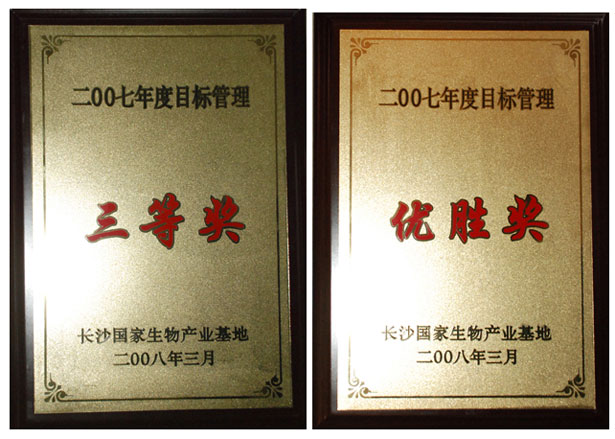 二00七年度目标管理
三等奖
长沙国家生物产业基地
二00八年三月
二00七年度目标管理
优胜奖
长沙国家生物产业基地
二00八年三月